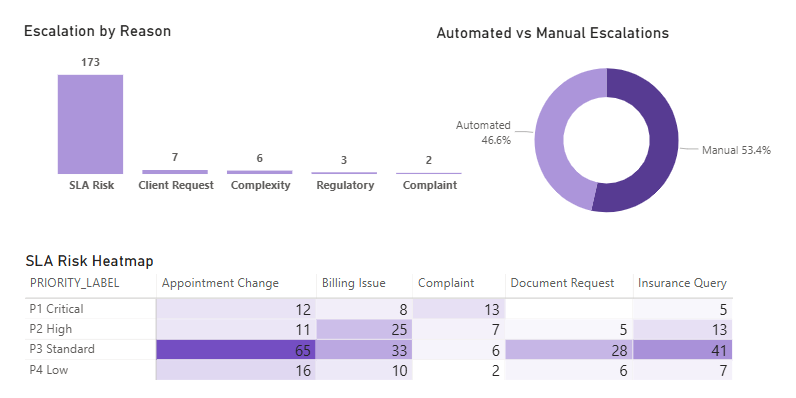 Escalation by Reason
173
7
6
3
2
SLA Risk
Client Request
Complexity
Regulatory
Complaint
Automated vs Manual Escalations
Automated
46.6%
Manual 53.4%
SLA Risk Heatmap
PRIORITY_LABEL Appointment Change Billing Issue Complaint Document Request Insurance Query
P1 Critical 12 8 13 5
P2 High 11 25 7 5 13
P3 Standard 65 33 6 28 41
P4 Low 16 10 2 6 7